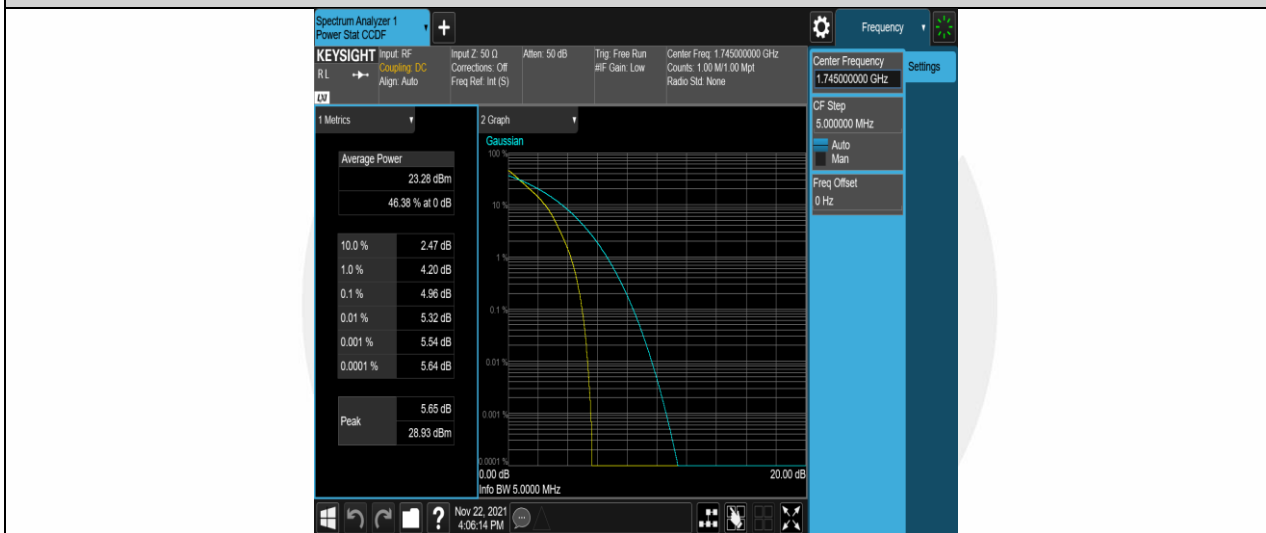 Spectrum Analyzer 1
Power Stat CCDF
+
Frequency
KEYSIGHT
RL
LXI
Input: RF
Coupling: DC
Align: Auto
Input Z: 50 Ω
Corrections: Off
Freq Ref: Int (S)
Atten: 50 dB
Trig: Free Run
#IF Gain: Low
Center Freq: 1.745000000 GHz
Counts: 1.00 M/1.00 Mpt
Radio Std: None
Center Frequency
1.745000000 GHz
Settings
CF Step
5.000000 MHz
Auto
Man
Freq Offset
0 Hz
1 Metrics
Average Power
23.28 dBm
46.38 % at 0 dB
10.0 % 2.47 dB
1.0 % 4.20 dB
0.1 % 4.96 dB
0.01 % 5.32 dB
0.001 % 5.54 dB
0.0001 % 5.64 dB
Peak
5.65 dB
28.93 dBm
2 Graph
Gaussian
100 %
10 %
1 %
0.1 %
0.01 %
0.001 %
0.0001 %
0.00 dB 20.00 dB
Info BW 5.0000 MHz
?
Nov 22, 2021
4:06:14 PM